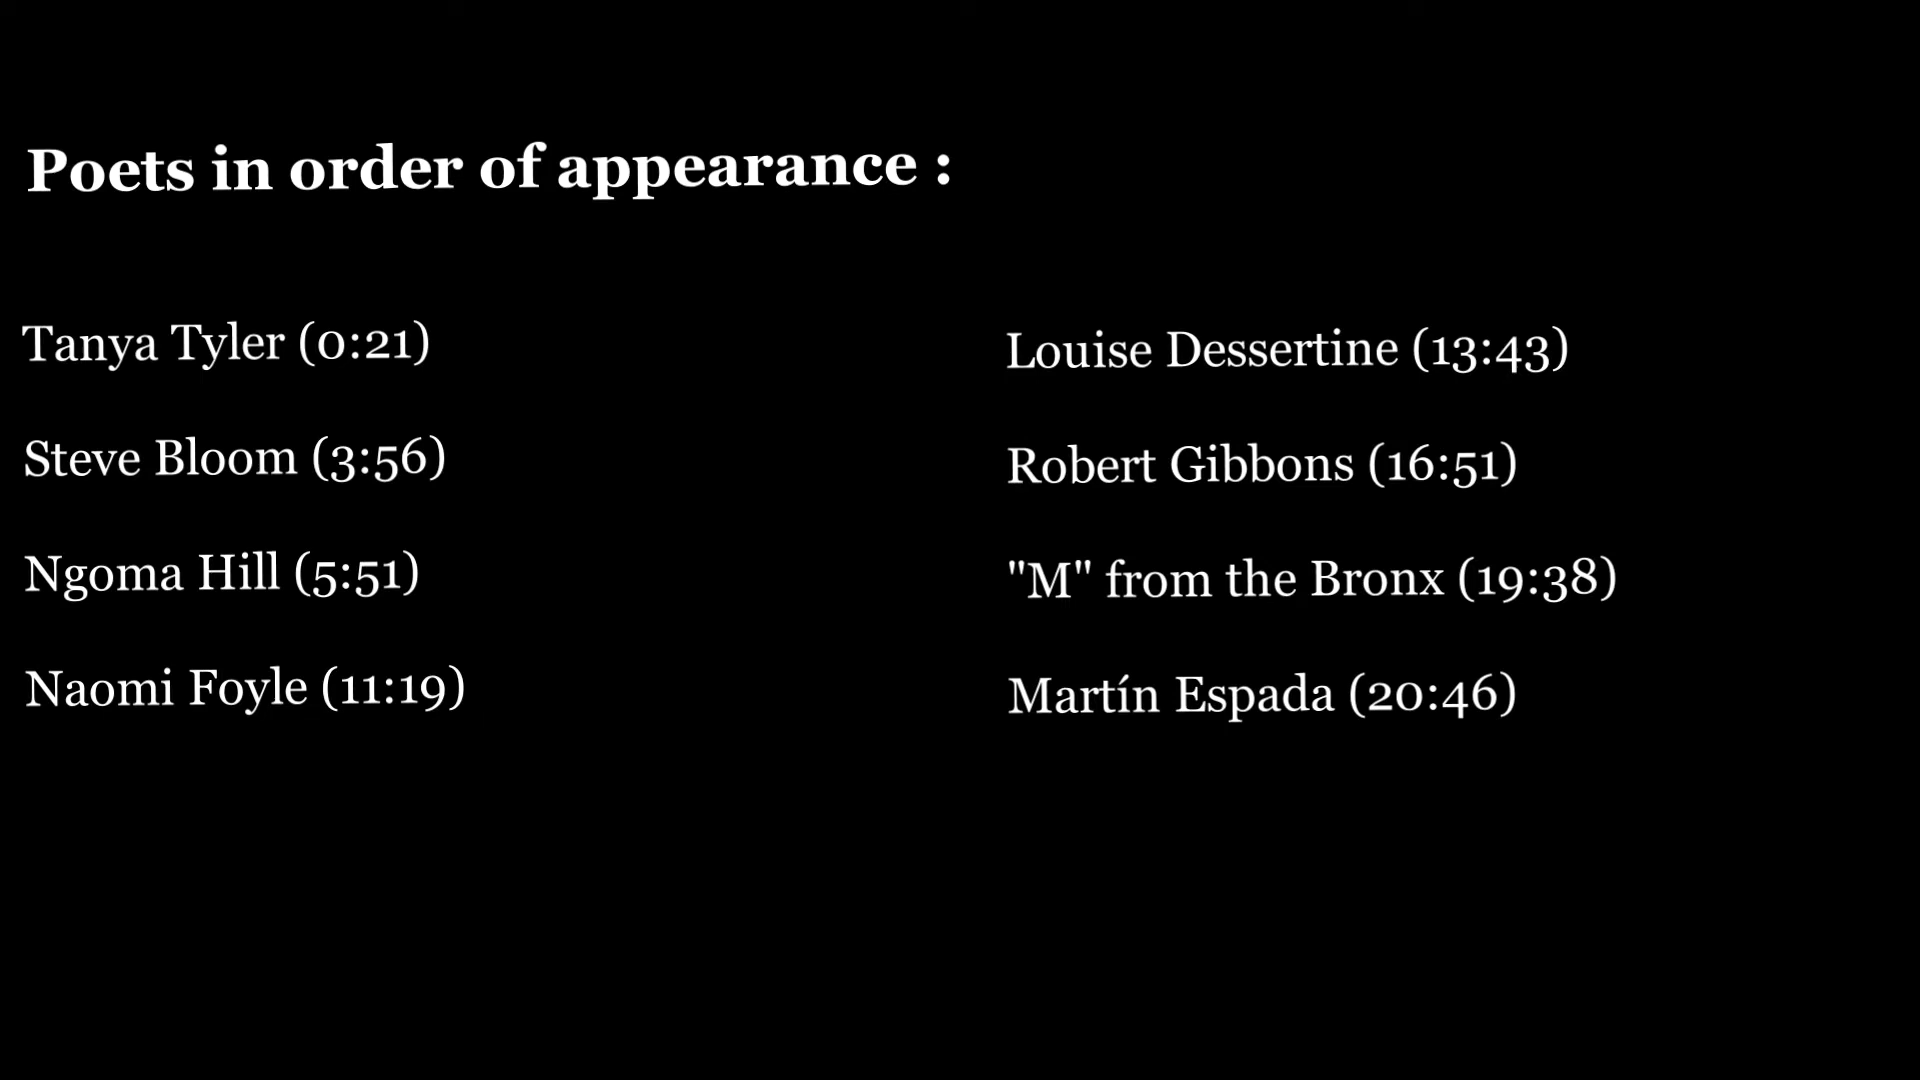 Poets in order of appearance :
Tanya Tyler (0:21)
Steve Bloom (3:56)
Ngoma Hill (5:51)
Naomi Foyle (11:19)
Louise Dessertine (13:43)
Robert Gibbons (16:51)
"M" from the Bronx (19:38)
Martín Espada (20:46)